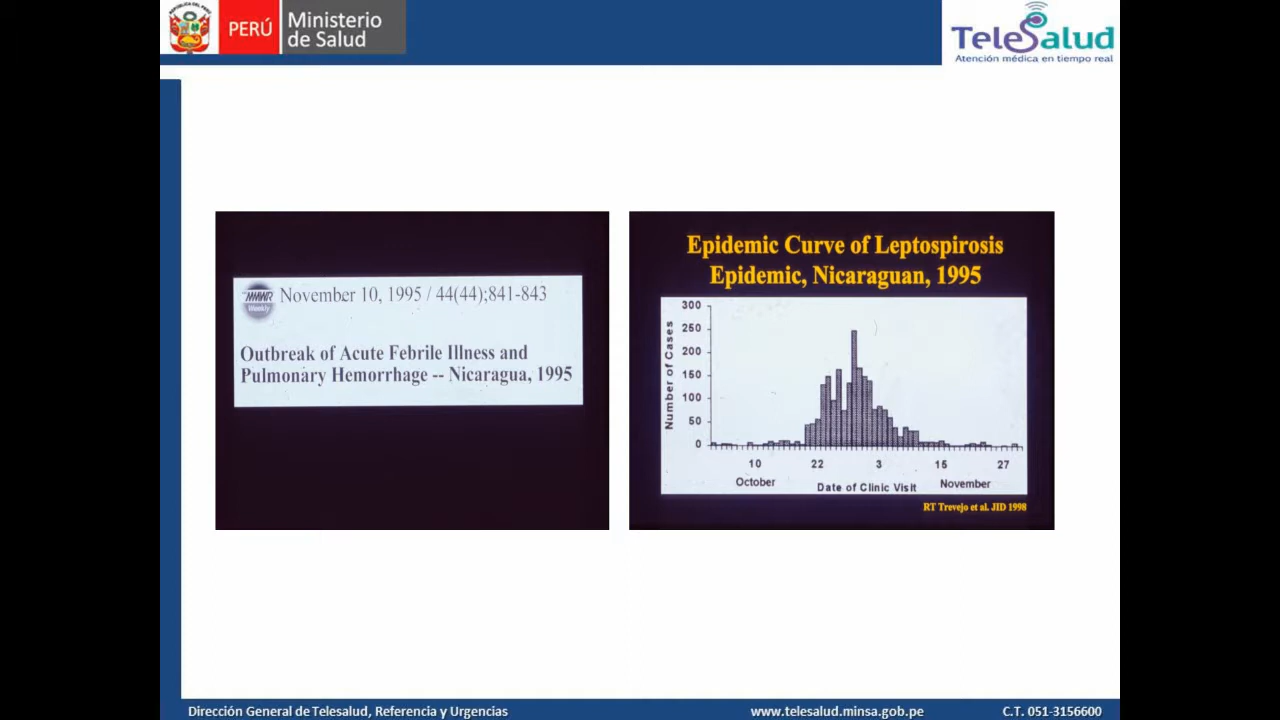 PERÚ
Ministerio
de Salud
TeleSalud
Atención médica en tiempo real
MMWR
Weekly
November 10, 1995 / 44(44);841-843
Outbreak of Acute Febrile Illness and
Pulmonary Hemorrhage -- Nicaragua, 1995
Epidemic Curve of Leptospirosis
Epidemic, Nicaraguan, 1995
Number of Cases
300
250
200
150
100
50
0
10 22 3 15 27
October November
Date of Clinic Visit
RT Trevejo et al. JID 1998
Dirección General de Telesalud, Referencia y Urgencias
www.telesalud.minsa.gob.pe
C.T. 051-3156600